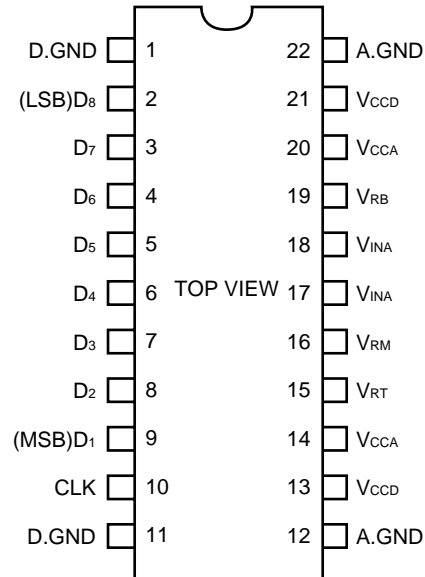 D.GND 1 22 A.GND
(LSB)D8 2 21 VCCD
D7 3 20 VCCA
D6 4 19 VRB
D5 5 18 VINA
D4 6 TOP VIEW 17 VINA
D3 7 16 VRM
D2 8 15 VRT
(MSB)D1 9 14 VCCA
CLK 10 13 VCCD
D.GND 11 12 A.GND